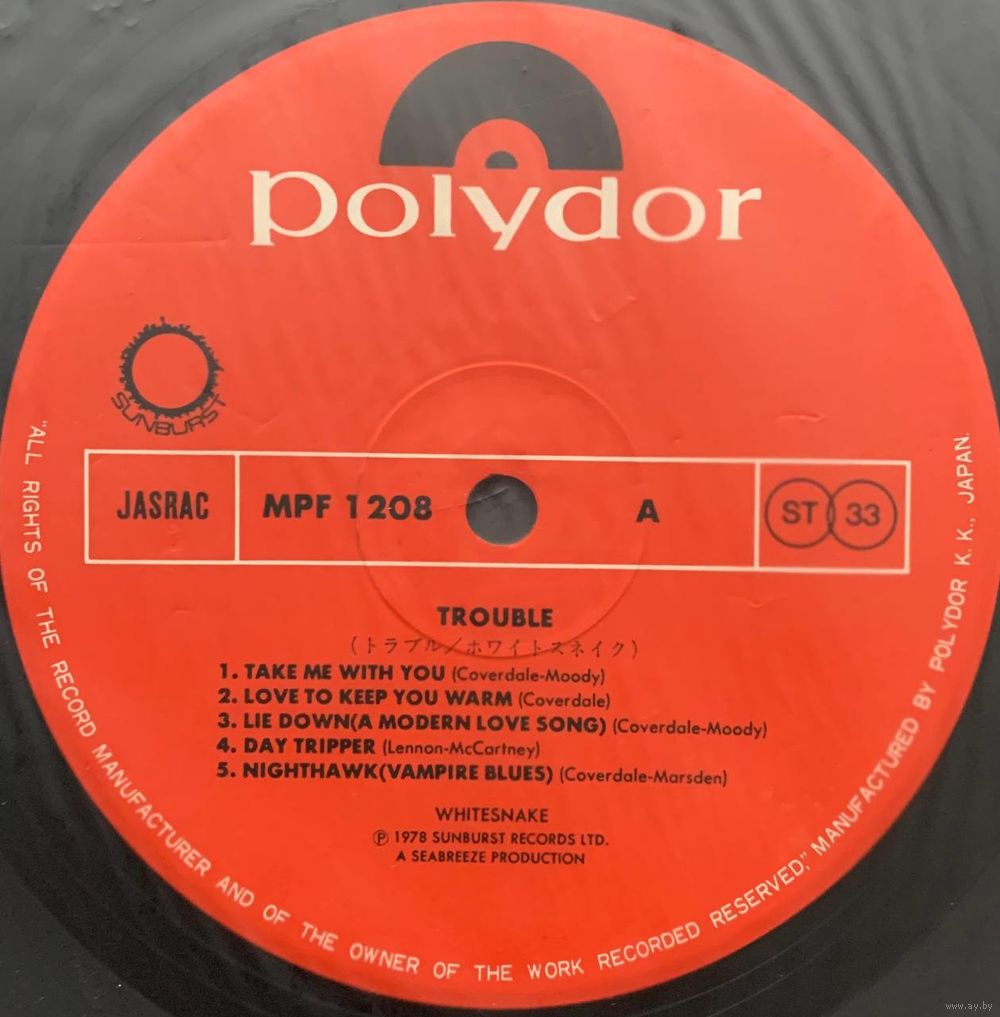 polydor
SUNBURST
JASRAC
MPF 1208
A
ST 33
TROUBLE
(トラブル/ホワイトスネイク)
1. TAKE ME WITH YOU (Coverdale-Moody)
2. LOVE TO KEEP YOU WARM (Coverdale)
3. LIE DOWN(A MODERN LOVE SONG) (Coverdale-Moody)
4. DAY TRIPPER (Lennon-McCartney)
5. NIGHTHAWK(VAMPIRE BLUES) (Coverdale-Marsden)
WHITESNAKE
Ⓟ 1978 SUNBURST RECORDS LTD.
A SEABREEZE PRODUCTION
"ALL RIGHTS OF THE RECORD MANUFACTURER AND OF THE OWNER OF THE WORK RECORDED RESERVED," MANUFACTURED BY POLYDOR K.K., JAPAN.
www.ay.by